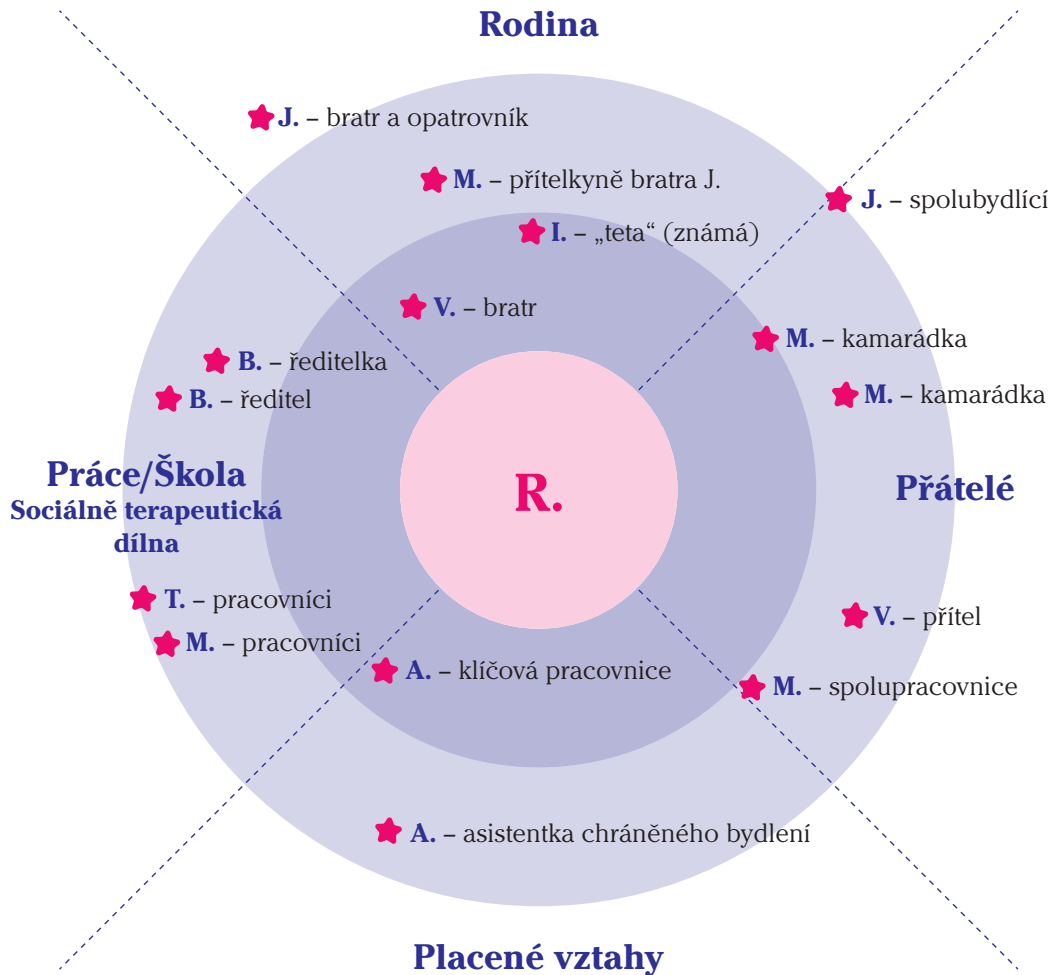 Rodina
J. – bratr a opatrovník
M. – přítelkyně bratra J.
J. – spolubydlící
I. – „teta“ (známá)
V. – bratr
M. – kamarádka
B. – ředitelka
M. – kamarádka
B. – ředitel
Práce/Škola
Sociálně terapeutická
dílna
R.
Přátelé
T. – pracovníci
V. – přítel
M. – pracovníci
A. – klíčová pracovnice
M. – spolupracovnice
A. – asistentka chráněného bydlení
Placené vztahy